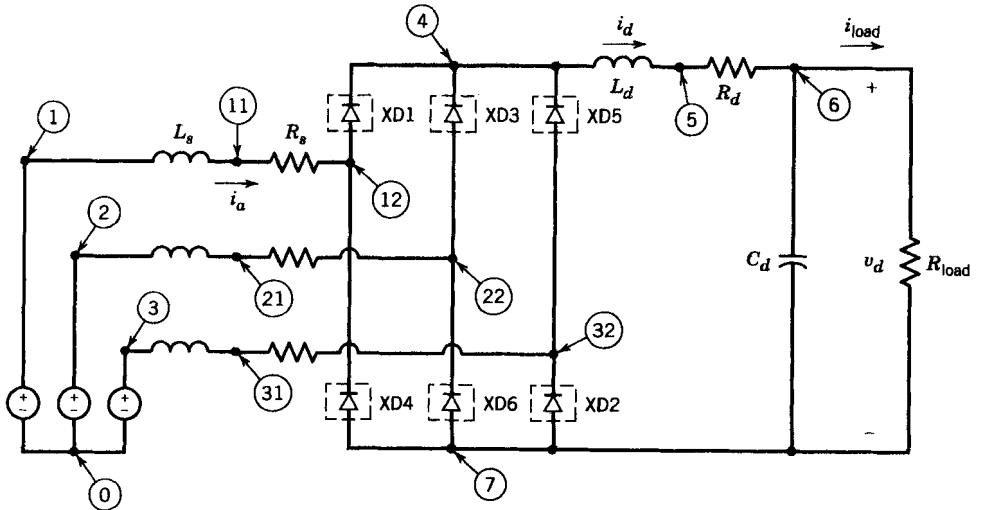 4
i_d
i_load
L_d
5
R_d
6
+
XD1
XD3
XD5
1
11
L_s
R_s
i_a
12
2
21
22
C_d
v_d
R_load
3
31
32
+
−
+
−
+
−
XD4
XD6
XD2
−
0
7